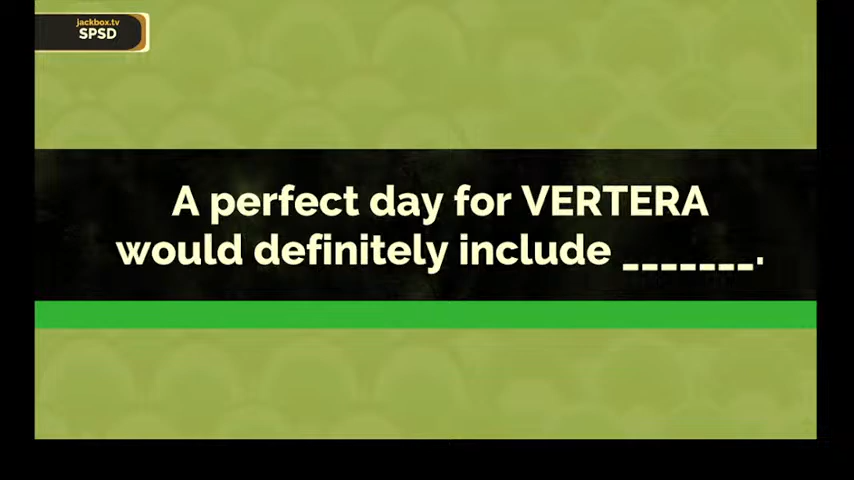 jackbox.tv
SPSD
A perfect day for VERTERA
would definitely include _______.